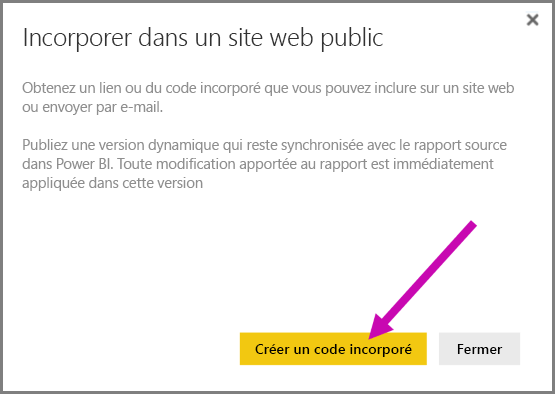 Incorporer dans un site web public
Obtenez un lien ou du code incorporé que vous pouvez inclure sur un site web
ou envoyer par e-mail.
Publiez une version dynamique qui reste synchronisée avec le rapport source
dans Power BI. Toute modification apportée au rapport est immédiatement
appliquée dans cette version
Créer un code incorporé
Fermer